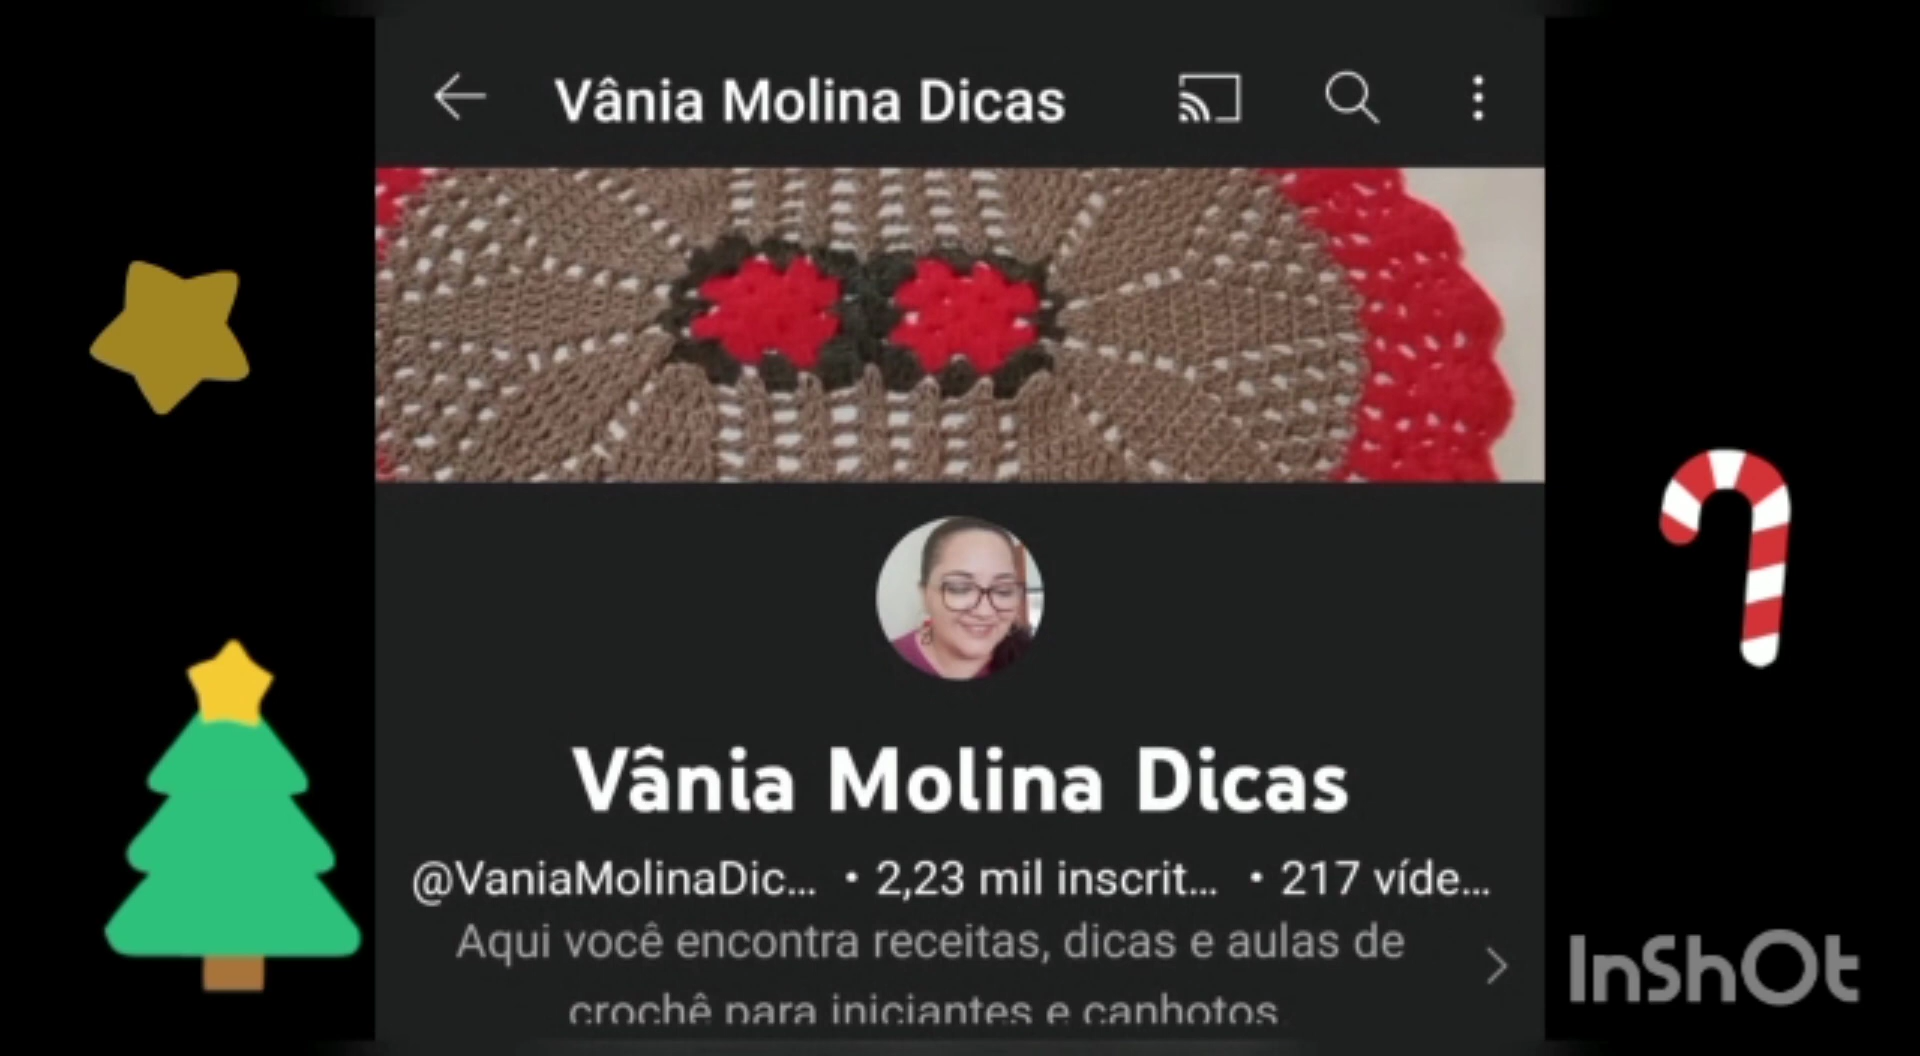 Vânia Molina Dicas
Vânia Molina Dicas
@VaniaMolinaDic... • 2,23 mil inscrit... • 217 víde...
Aqui você encontra receitas, dicas e aulas de
crochê para iniciantes e canhotos
InShOt